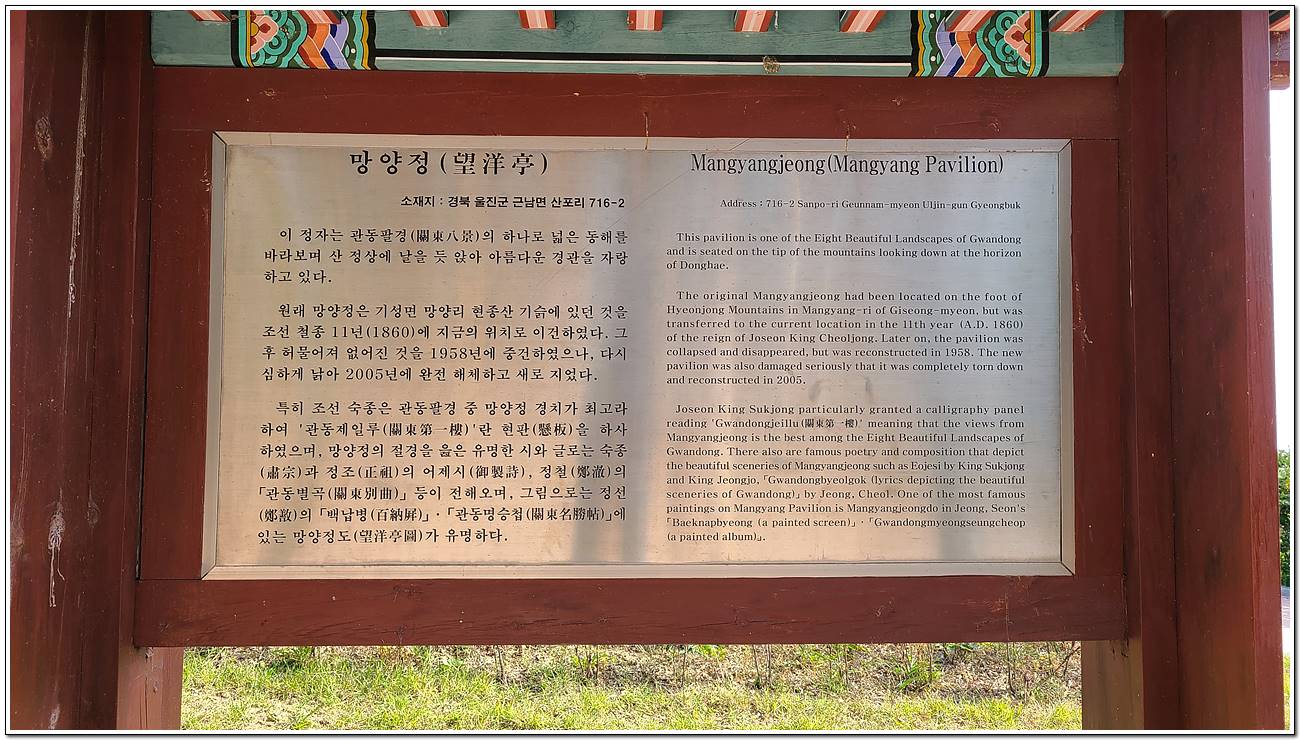 망양정(望洋亭)
소재지 : 경북 울진군 근남면 산포리 716-2
이 정자는 관동팔경(關東八景)의 하나로 넓은 동해를
바라보며 산 정상에 날을 듯 앉아 아름다운 경관을 자랑
하고 있다.
원래 망양정은 기성면 망양리 현종산 기슭에 있던 것을
조선 철종 11년(1860)에 지금의 위치로 이건하였다. 그
후 허물어져 없어진 것을 1958년에 중건하였으나, 다시
심하게 낡아 2005년에 완전 해체하고 새로 지었다.
특히 조선 숙종은 관동팔경 중 망양정 경치가 최고라
하여 '관동제일루(關東第一樓)'란 현판(懸板)을 하사
하였으며, 망양정의 절경을 읊은 유명한 시와 글로는 숙종
(肅宗)과 정조(正祖)의 어제시(御製詩), 정철(鄭澈)의
「관동별곡(關東別曲)」 등이 전해오며, 그림으로는 정선
(鄭敾)의 「백납병(百納屛)」·「관동명승첩(關東名勝帖)」에
있는 망양정도(望洋亭圖)가 유명하다.
Mangyangjeong(Mangyang Pavilion)
Address : 716-2 Sanpo-ri Geunnam-myeon Uljin-gun Gyeongbuk
This pavilion is one of the Eight Beautiful Landscapes of Gwandong
and is seated on the tip of the mountains looking down at the horizon
of Donghae.
The original Mangyangjeong had been located on the foot of
Hyeonjong Mountains in Mangyang-ri of Giseong-myeon, but was
transferred to the current location in the 11th year (A.D. 1860)
of the reign of Joseon King Cheoljong. Later on, the pavilion was
collapsed and disappeared, but was reconstructed in 1958. The new
pavilion was also damaged seriously that it was completely torn down
and reconstructed in 2005.
Joseon King Sukjong particularly granted a calligraphy panel
reading 'Gwandongjeillu(關東第一樓)' meaning that the views from
Mangyangjeong is the best among the Eight Beautiful Landscapes of
Gwandong. There also are famous poetry and composition that depict
the beautiful sceneries of Mangyangjeong such as Eojesi by King Sukjong
and King Jeongjo, 「Gwandongbyeolgok (lyrics depicting the beautiful
sceneries of Gwandong)」 by Jeong, Cheol. One of the most famous
paintings on Mangyang Pavilion is Mangyangjeongdo in Jeong, Seon's
「Baeknapbyeong (a painted screen)」·「Gwandongmyeongseungcheop
(a painted album)」.